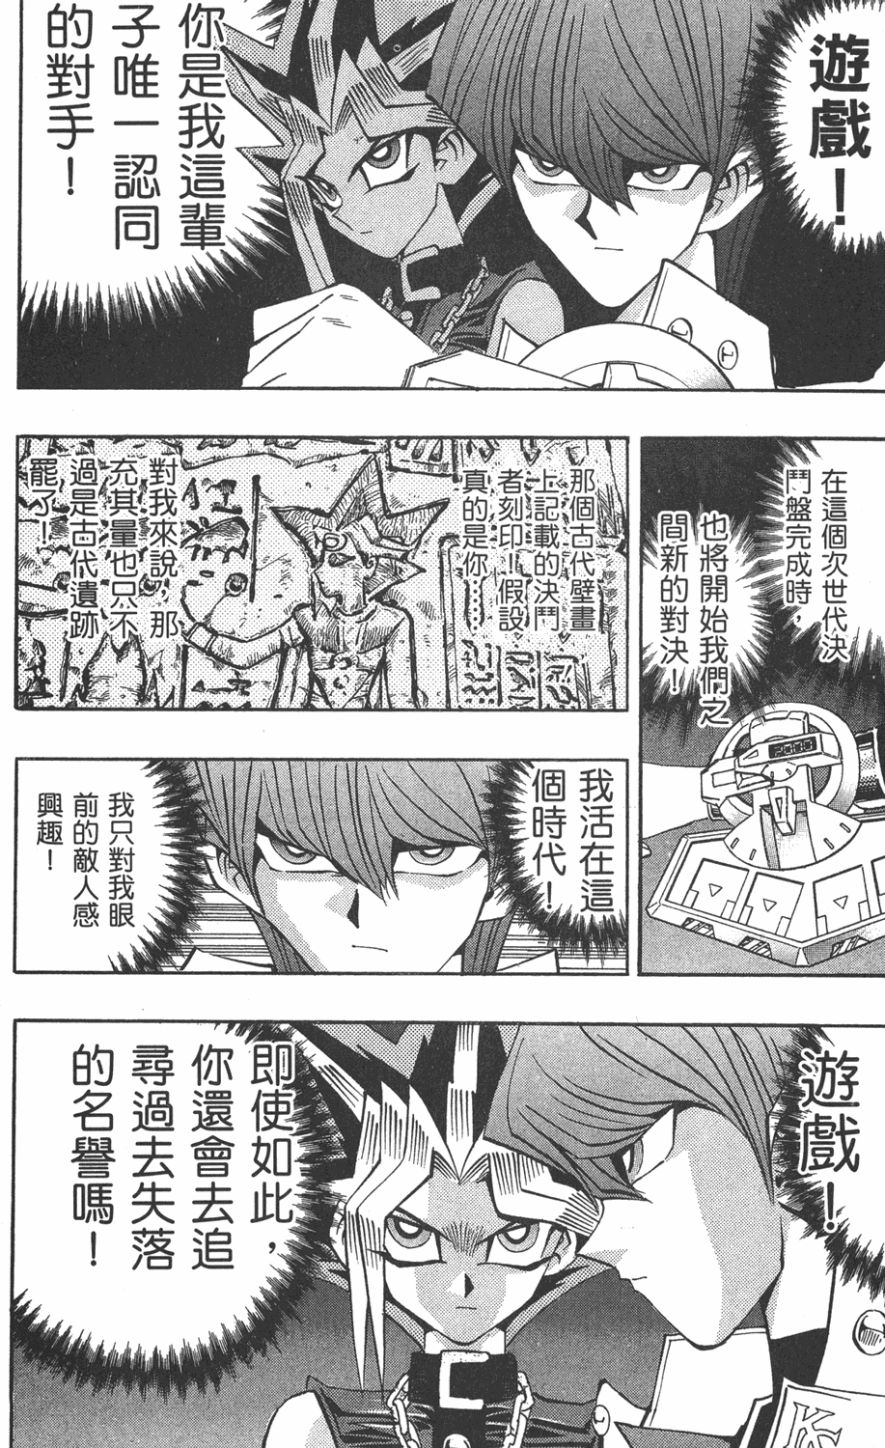 遊戲！
你是我這輩
子唯一認同
的對手！
在這個次世代決
鬥盤完成時，
也將開始我們之
間新的對決！
那個古代壁畫
上記載的決鬥
者刻印！假設
真的是你……
對我來說，那
充其量也只不
過是古代遺跡
罷了！
我活在這
個時代！
我只對我眼
前的敵人感
興趣！
遊戲！
即使如此，
你還會去追
尋過去失落
的名譽嗎！
KC